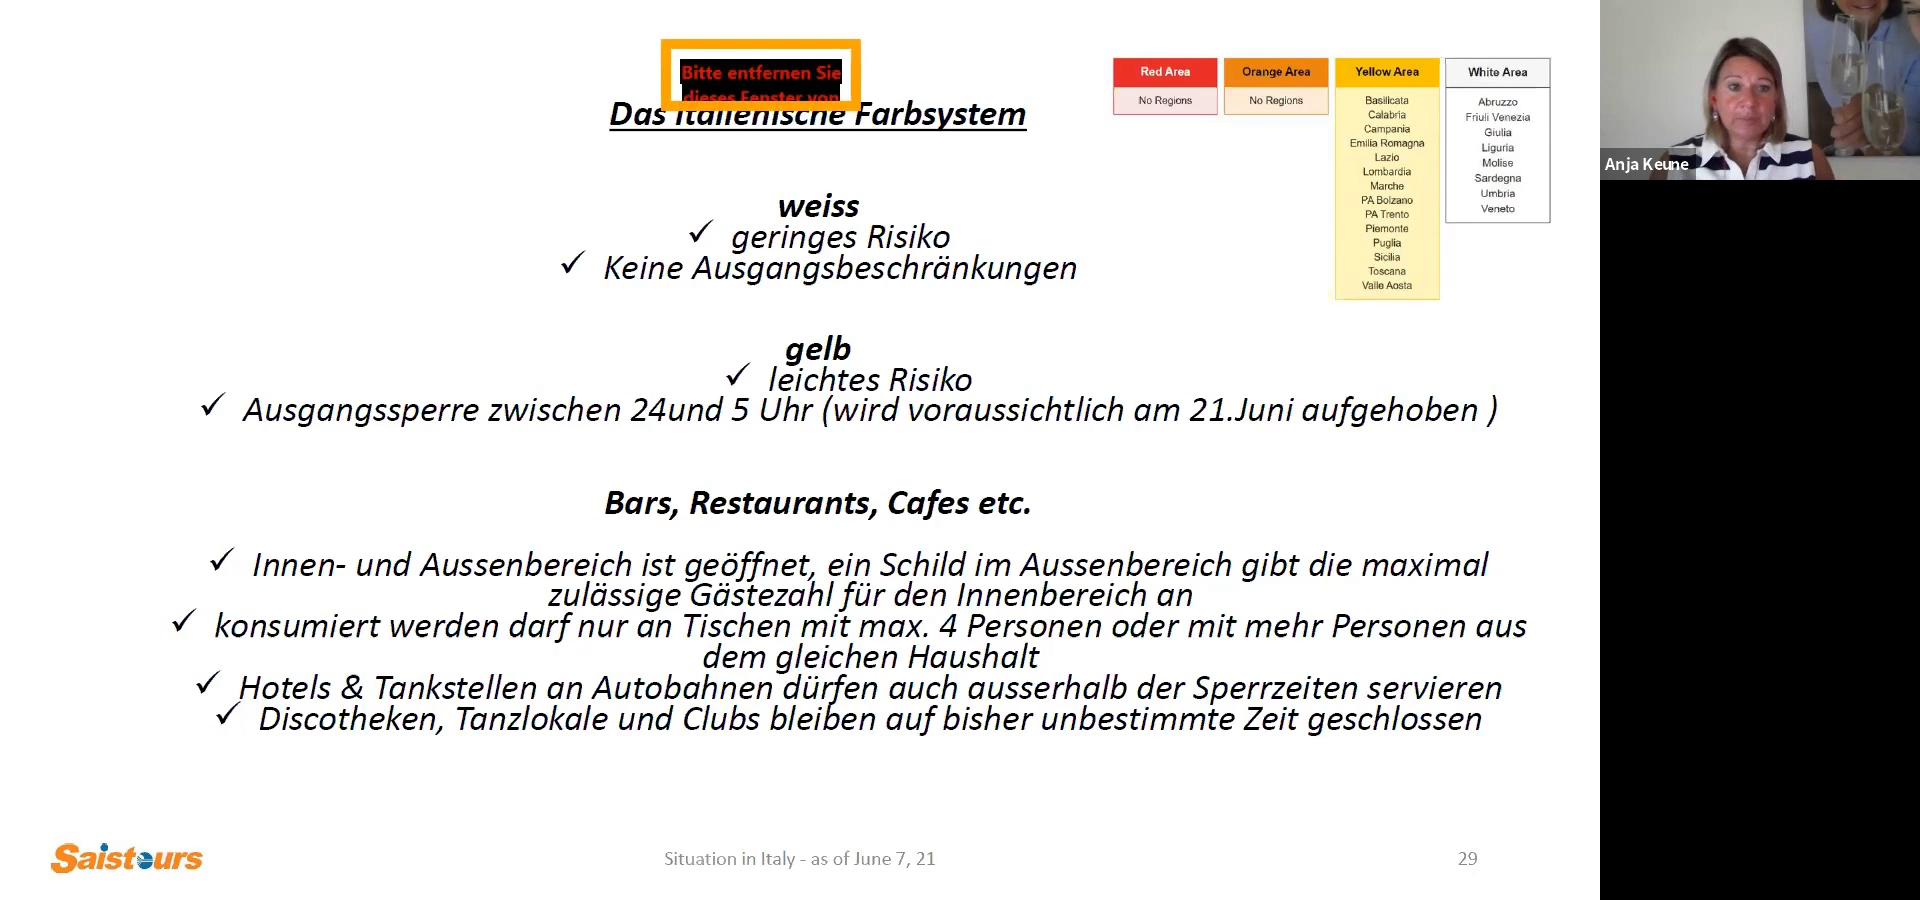 Bitte entfernen Sie
dieses Fenster von
Das italienische Farbsystem
weiss
✓ geringes Risiko
✓ Keine Ausgangsbeschränkungen
gelb
✓ leichtes Risiko
✓ Ausgangssperre zwischen 24und 5 Uhr (wird voraussichtlich am 21.Juni aufgehoben )
Bars, Restaurants, Cafes etc.
✓ Innen- und Aussenbereich ist geöffnet, ein Schild im Aussenbereich gibt die maximal
zulässige Gästezahl für den Innenbereich an
✓ konsumiert werden darf nur an Tischen mit max. 4 Personen oder mit mehr Personen aus
dem gleichen Haushalt
✓ Hotels & Tankstellen an Autobahnen dürfen auch ausserhalb der Sperrzeiten servieren
✓ Discotheken, Tanzlokale und Clubs bleiben auf bisher unbestimmte Zeit geschlossen
Red Area
No Regions
Orange Area
No Regions
Yellow Area
Basilicata
Calabria
Campania
Emilia Romagna
Lazio
Lombardia
Marche
PA Bolzano
PA Trento
Piemonte
Puglia
Sicilia
Toscana
Valle Aosta
White Area
Abruzzo
Friuli Venezia
Giulia
Liguria
Molise
Sardegna
Umbria
Veneto
Anja Keune
Saistours
Situation in Italy - as of June 7, 21
29